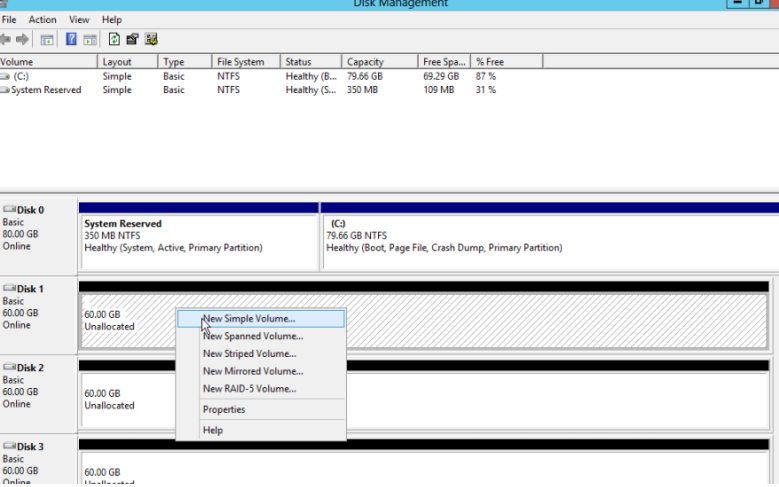 Disk Management
File Action View Help
Volume Layout Type File System Status Capacity Free Spa... % Free
(C:) Simple Basic NTFS Healthy (B... 79.66 GB 69.29 GB 87 %
System Reserved Simple Basic NTFS Healthy (S... 350 MB 109 MB 31 %
Disk 0
Basic
80.00 GB
Online
System Reserved
350 MB NTFS
Healthy (System, Active, Primary Partition)
(C:)
79.66 GB NTFS
Healthy (Boot, Page File, Crash Dump, Primary Partition)
Disk 1
Basic
60.00 GB
Online
60.00 GB
Unallocated
New Simple Volume...
New Spanned Volume...
New Striped Volume...
New Mirrored Volume...
New RAID-5 Volume...
Properties
Help
Disk 2
Basic
60.00 GB
Online
60.00 GB
Unallocated
Disk 3
Basic
60.00 GB
Online
60.00 GB
Unallocated